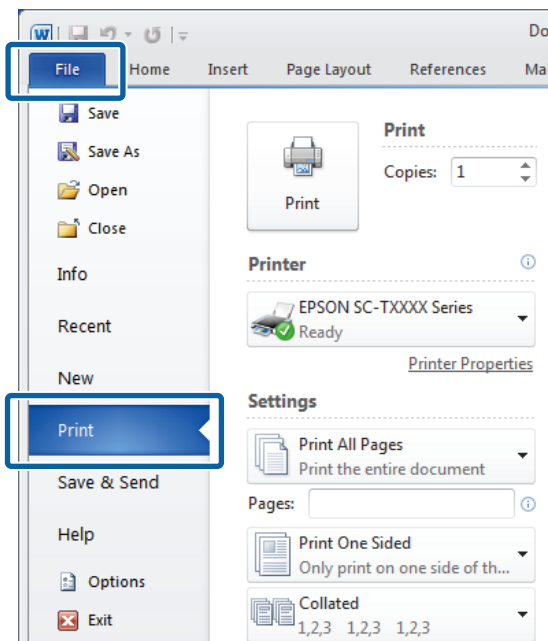 W
Do
File Home Insert Page Layout References Ma
Save
Save As
Open
Close
Info
Recent
New
Print
Save & Send
Help
Options
Exit
Print
Print
Copies: 1
Printer
EPSON SC-TXXXX Series
Ready
Printer Properties
Settings
Print All Pages
Print the entire document
Pages:
Print One Sided
Only print on one side of th...
Collated
1,2,3 1,2,3 1,2,3